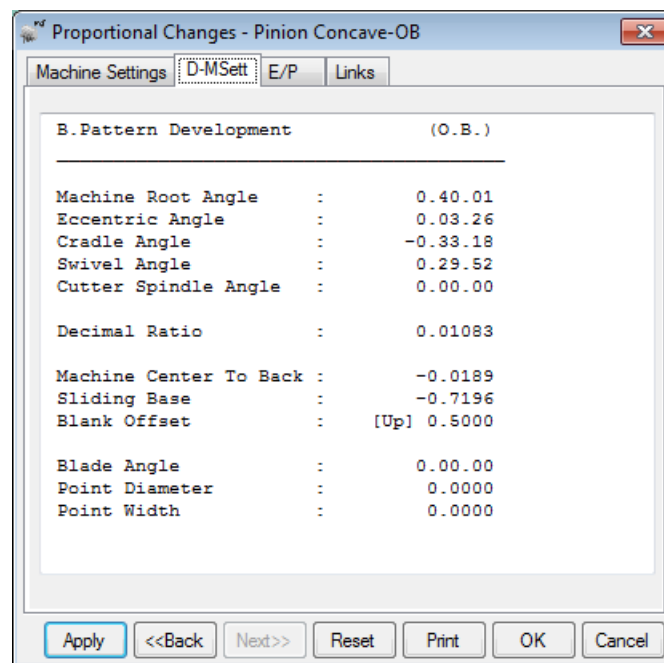 Proportional Changes - Pinion Concave-OB
Machine Settings D-MSett E/P Links
B.Pattern Development (O.B.)
Machine Root Angle : 0.40.01
Eccentric Angle : 0.03.26
Cradle Angle : -0.33.18
Swivel Angle : 0.29.52
Cutter Spindle Angle : 0.00.00
Decimal Ratio : 0.01083
Machine Center To Back : -0.0189
Sliding Base : -0.7196
Blank Offset : [Up] 0.5000
Blade Angle : 0.00.00
Point Diameter : 0.0000
Point Width : 0.0000
Apply <<Back Next>> Reset Print OK Cancel